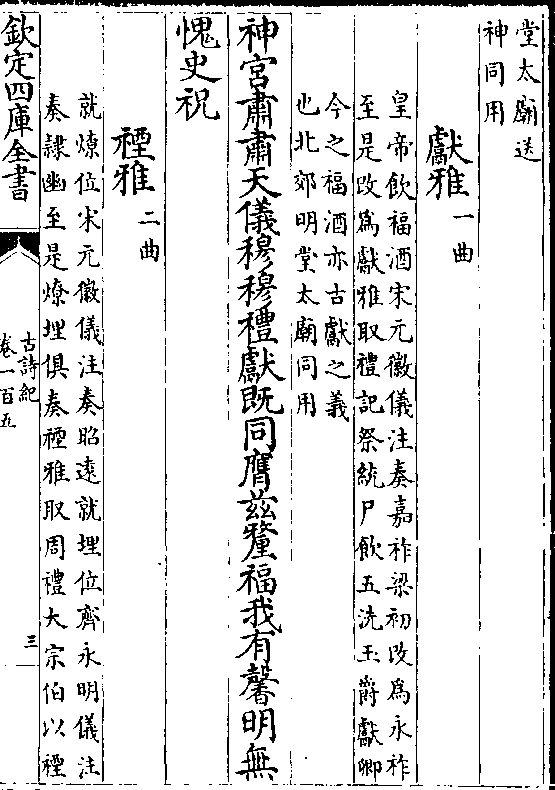 堂太廟送
神同用
獻雅一曲
皇帝飲福酒宋元徽儀注奏嘉祚梁初改爲永祚
至是改爲獻雅取禮記祭統尸飲五洗玉爵獻卿
今之福酒亦古獻之義
也北郊明堂太廟同用
神宮肅肅天儀穆穆禮獻既同膺兹釐福我有馨明無
愧史祝
禋雅二曲
就燎位宋元徽儀注奏昭遠就埋位齊永明儀注
奏隷幽至是燎埋俱奏禋雅取周禮大宗伯以禋
欽定四庫全書
古詩紀
卷一百五
三